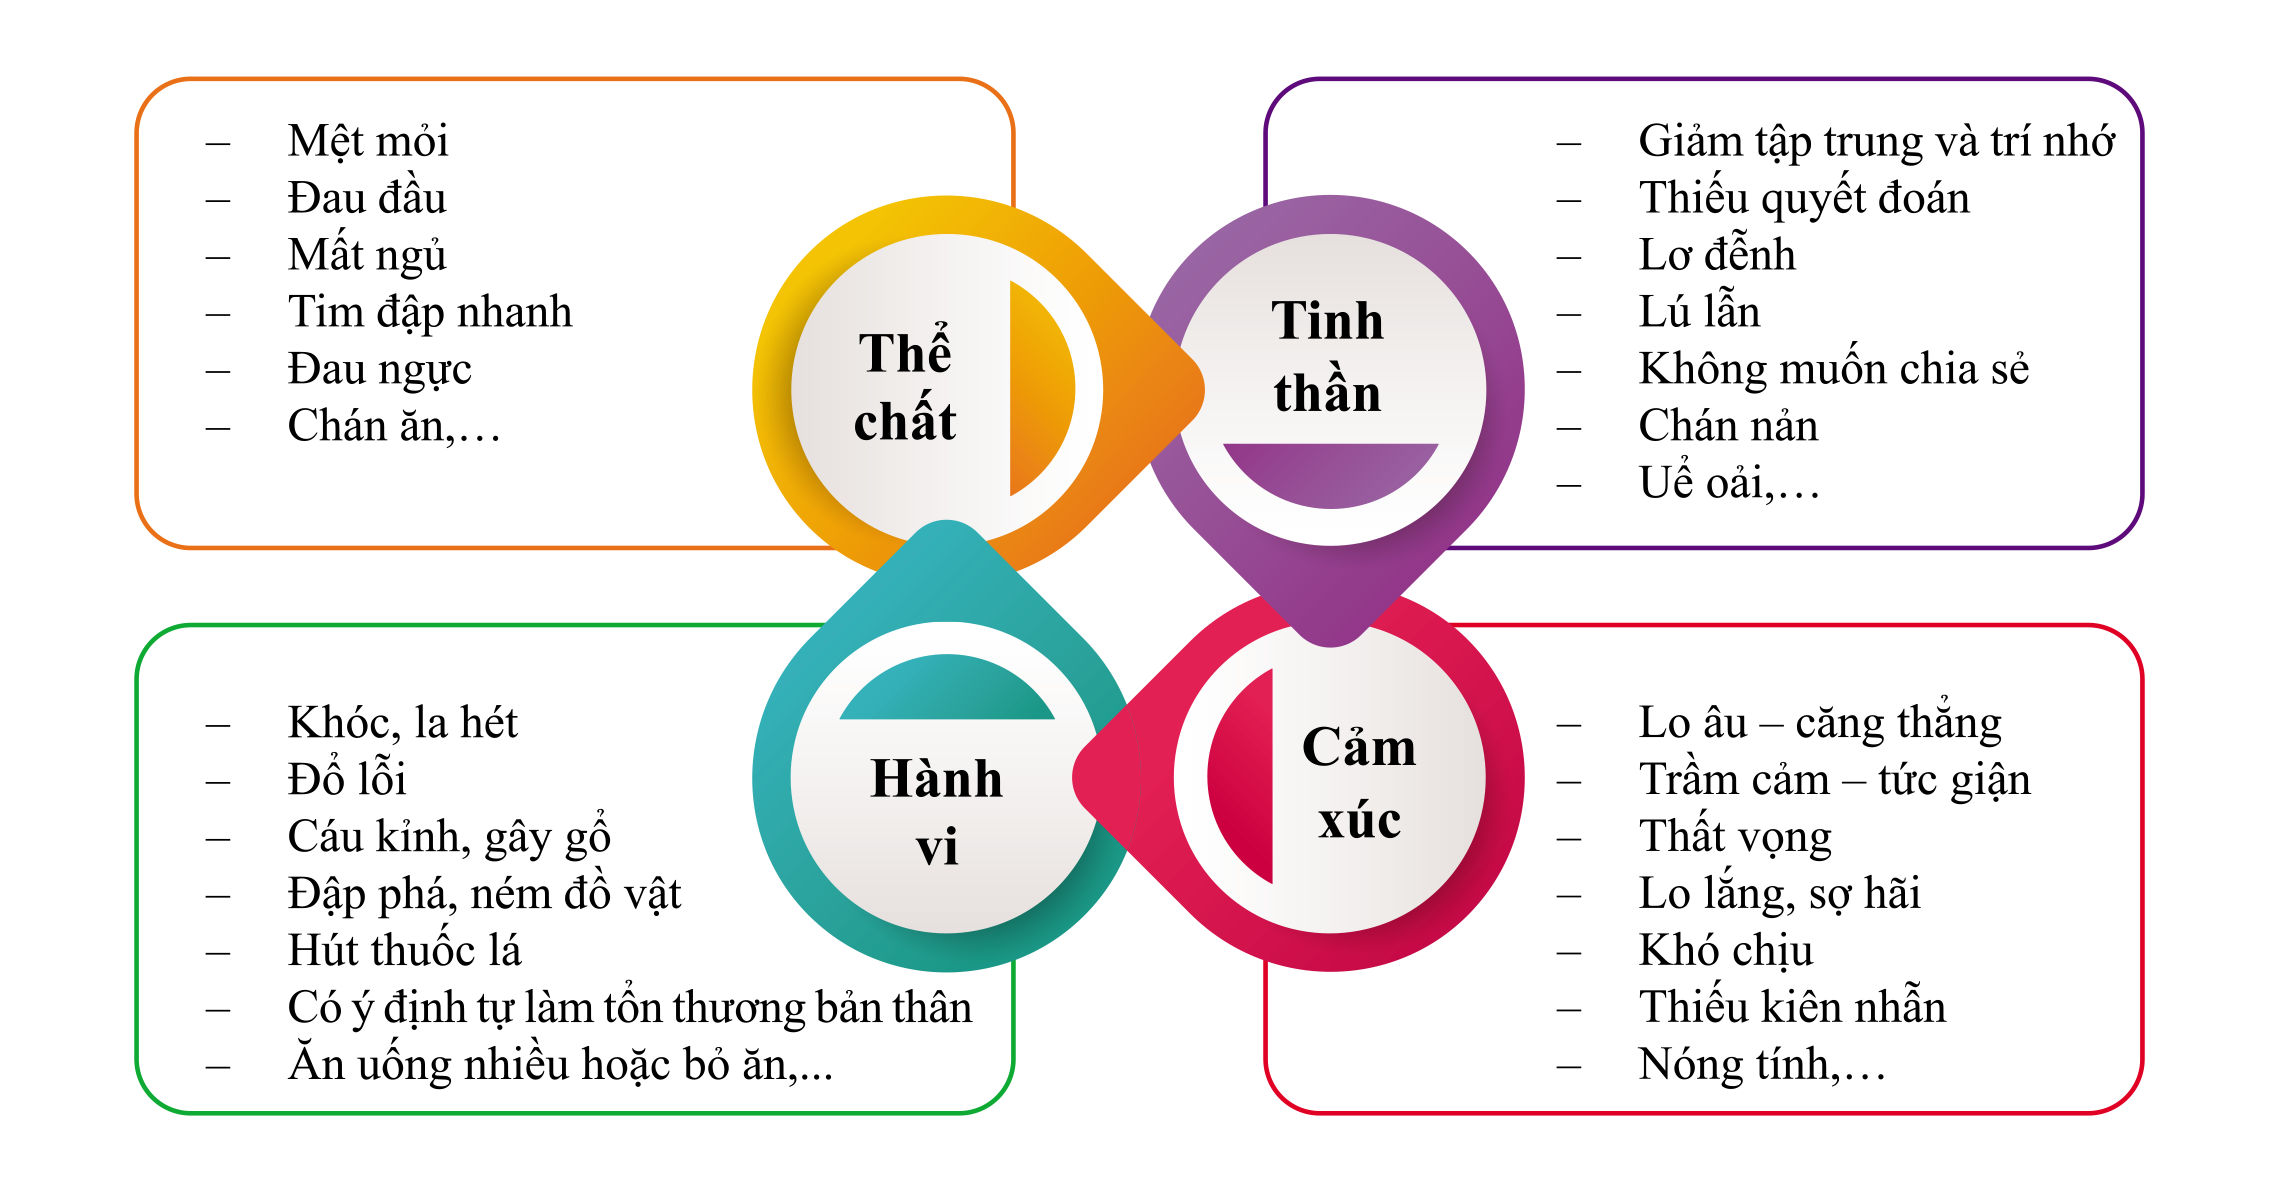 – Mệt mỏi
– Đau đầu
– Mất ngủ
– Tim đập nhanh
– Đau ngực
– Chán ăn,…
Thể
chất
Tinh
thần
– Giảm tập trung và trí nhớ
– Thiếu quyết đoán
– Lơ đễnh
– Lú lẫn
– Không muốn chia sẻ
– Chán nản
– Uể oải,…
– Khóc, la hét
– Đổ lỗi
– Cáu kỉnh, gây gổ
– Đập phá, ném đồ vật
– Hút thuốc lá
– Có ý định tự làm tổn thương bản thân
– Ăn uống nhiều hoặc bỏ ăn,...
Hành
vi
Cảm
xúc
– Lo âu – căng thẳng
– Trầm cảm – tức giận
– Thất vọng
– Lo lắng, sợ hãi
– Khó chịu
– Thiếu kiên nhẫn
– Nóng tính,…